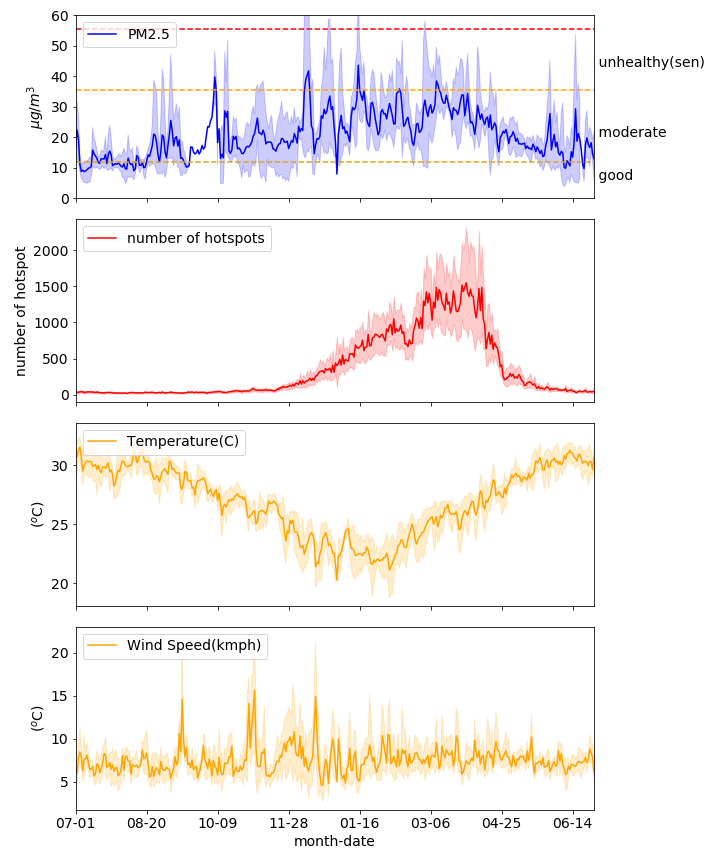 60
50
40
30
20
10
0
μg/m³
PM2.5
unhealthy(sen)
moderate
good
2000
1500
1000
500
0
number of hotspot
number of hotspots
30
25
20
(°C)
Temperature(C)
20
15
10
5
(°C)
Wind Speed(kmph)
07-01 08-20 10-09 11-28 01-16 03-06 04-25 06-14
month-date